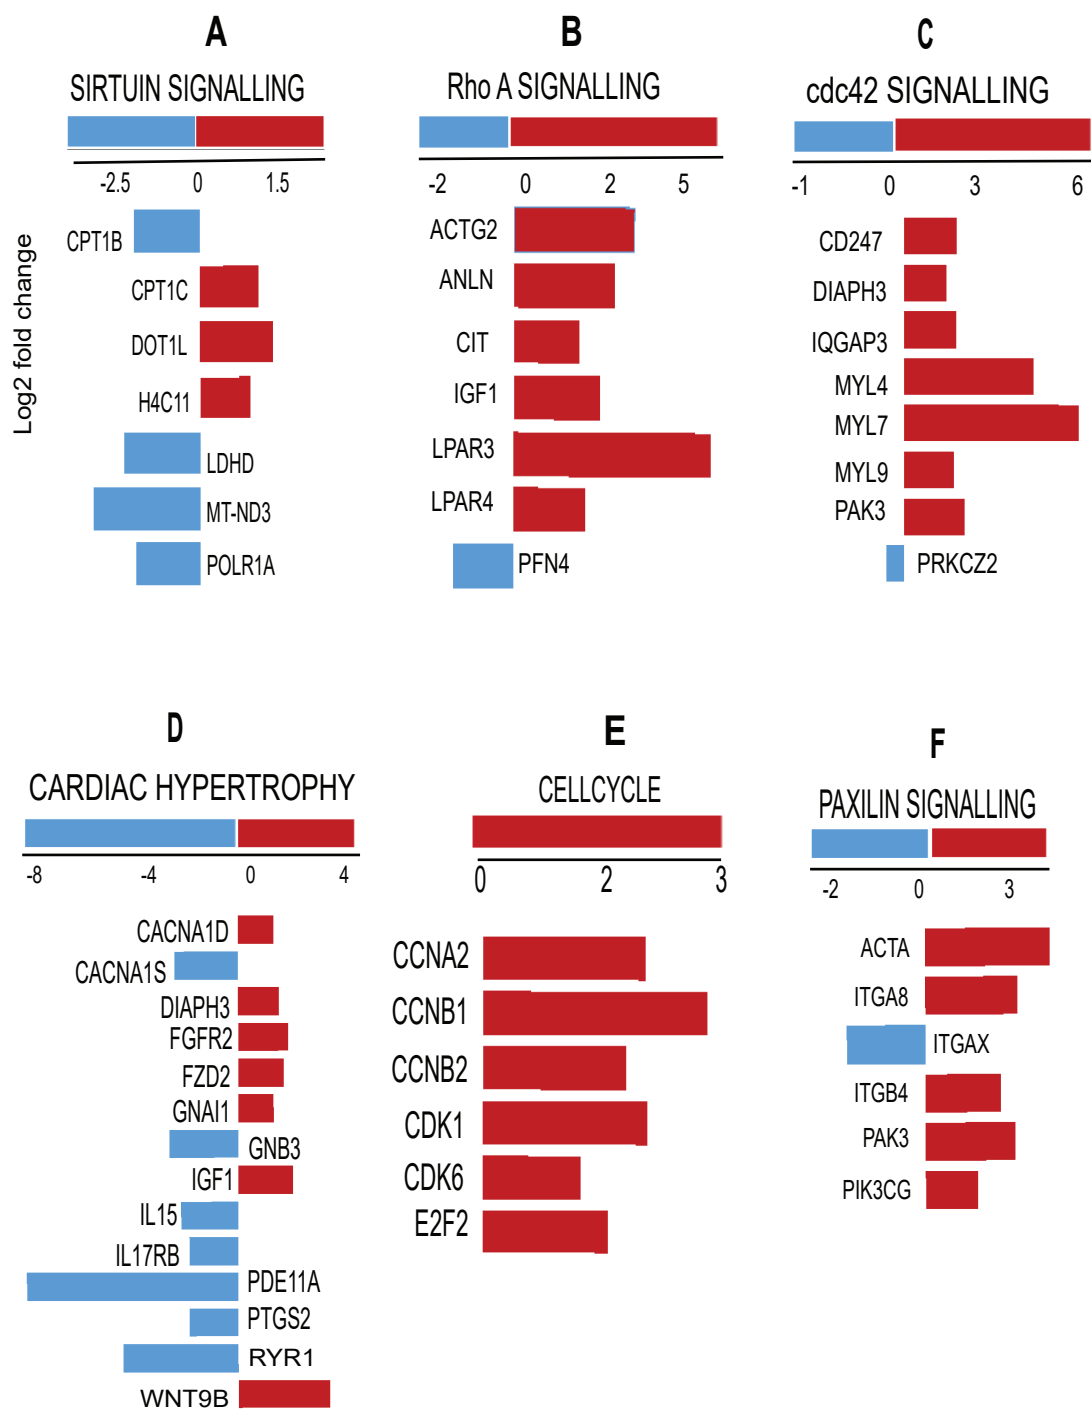 A
SIRTUIN SIGNALLING
-2.5 0 1.5
Log2 fold change
CPT1B
CPT1C
DOT1L
H4C11
LDHD
MT-ND3
POLR1A
B
Rho A SIGNALLING
-2 0 2 5
ACTG2
ANLN
CIT
IGF1
LPAR3
LPAR4
PFN4
C
cdc42 SIGNALLING
-1 0 3 6
CD247
DIAPH3
IQGAP3
MYL4
MYL7
MYL9
PAK3
PRKCZ2
D
CARDIAC HYPERTROPHY
-8 -4 0 4
CACNA1D
CACNA1S
DIAPH3
FGFR2
FZD2
GNAI1
GNB3
IGF1
IL15
IL17RB
PDE11A
PTGS2
RYR1
WNT9B
E
CELLCYCLE
0 2 3
CCNA2
CCNB1
CCNB2
CDK1
CDK6
E2F2
F
PAXILIN SIGNALLING
-2 0 3
ACTA
ITGA8
ITGAX
ITGB4
PAK3
PIK3CG